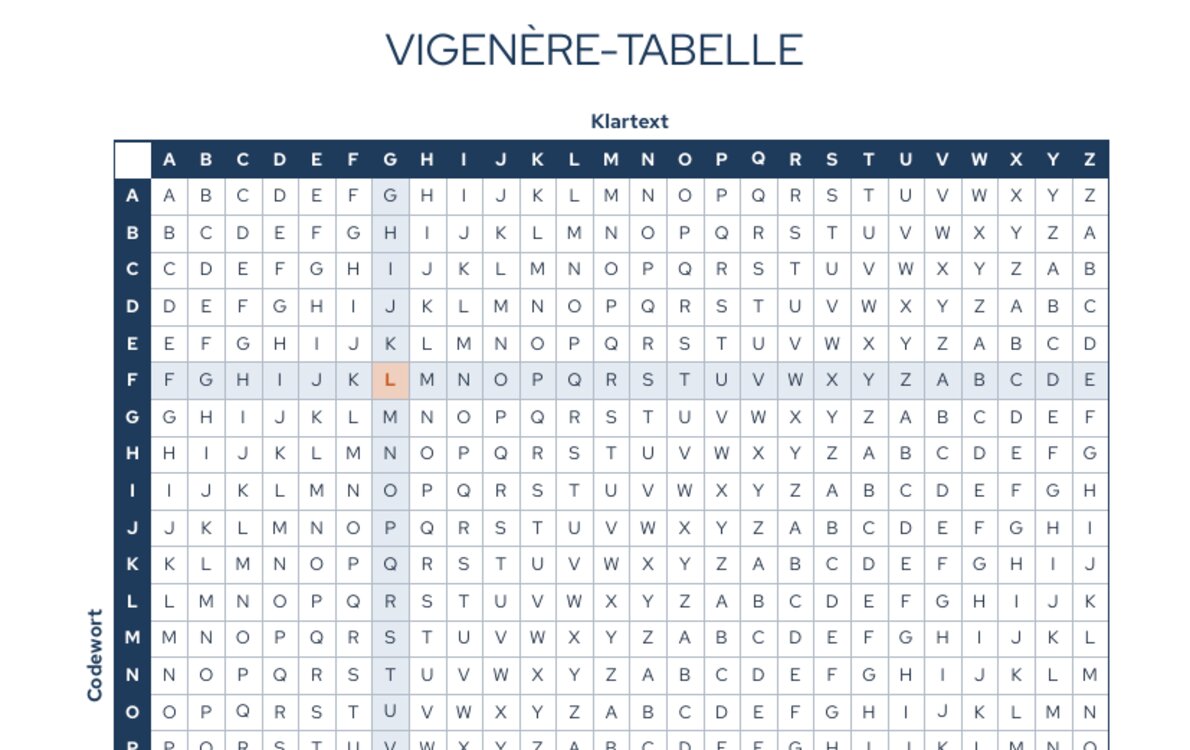 VIGENÈRE-TABELLE
Klartext
A B C D E F G H I J K L M N O P Q R S T U V W X Y Z
A A B C D E F G H I J K L M N O P Q R S T U V W X Y Z
B B C D E F G H I J K L M N O P Q R S T U V W X Y Z A
C C D E F G H I J K L M N O P Q R S T U V W X Y Z A B
D D E F G H I J K L M N O P Q R S T U V W X Y Z A B C
E E F G H I J K L M N O P Q R S T U V W X Y Z A B C D
F F G H I J K L M N O P Q R S T U V W X Y Z A B C D E
G G H I J K L M N O P Q R S T U V W X Y Z A B C D E F
H H I J K L M N O P Q R S T U V W X Y Z A B C D E F G
I I J K L M N O P Q R S T U V W X Y Z A B C D E F G H
J J K L M N O P Q R S T U V W X Y Z A B C D E F G H I
K K L M N O P Q R S T U V W X Y Z A B C D E F G H I J
L L M N O P Q R S T U V W X Y Z A B C D E F G H I J K
M M N O P Q R S T U V W X Y Z A B C D E F G H I J K L
Codewort
N N O P Q R S T U V W X Y Z A B C D E F G H I J K L M
O O P Q R S T U V W X Y Z A B C D E F G H I J K L M N
P P Q R S T U V W X Y Z A B C D E F G H I J K L M N O